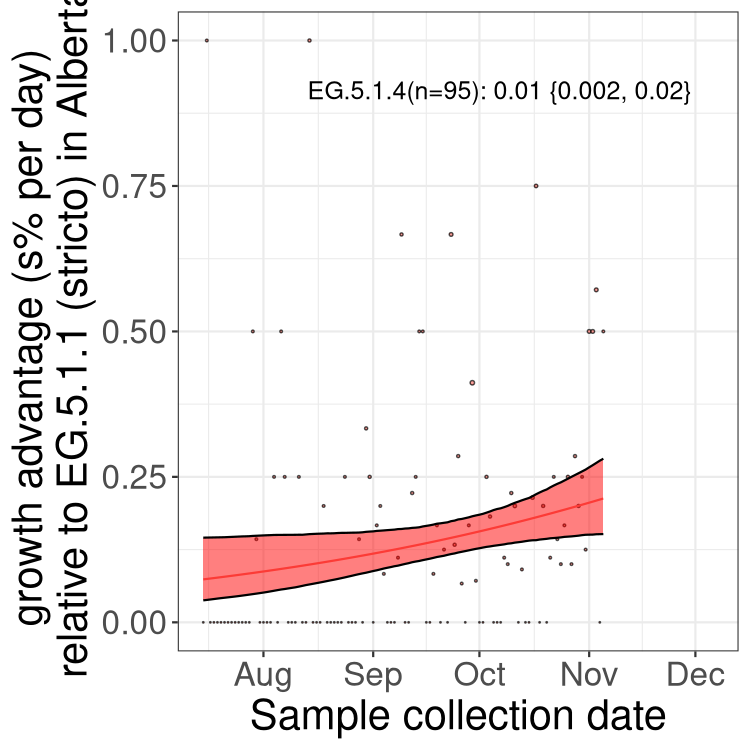 growth advantage (s% per day)
relative to EG.5.1.1 (stricto) in Alberta
1.00
0.75
0.50
0.25
0.00
EG.5.1.4(n=95): 0.01 {0.002, 0.02}
Aug Sep Oct Nov Dec
Sample collection date